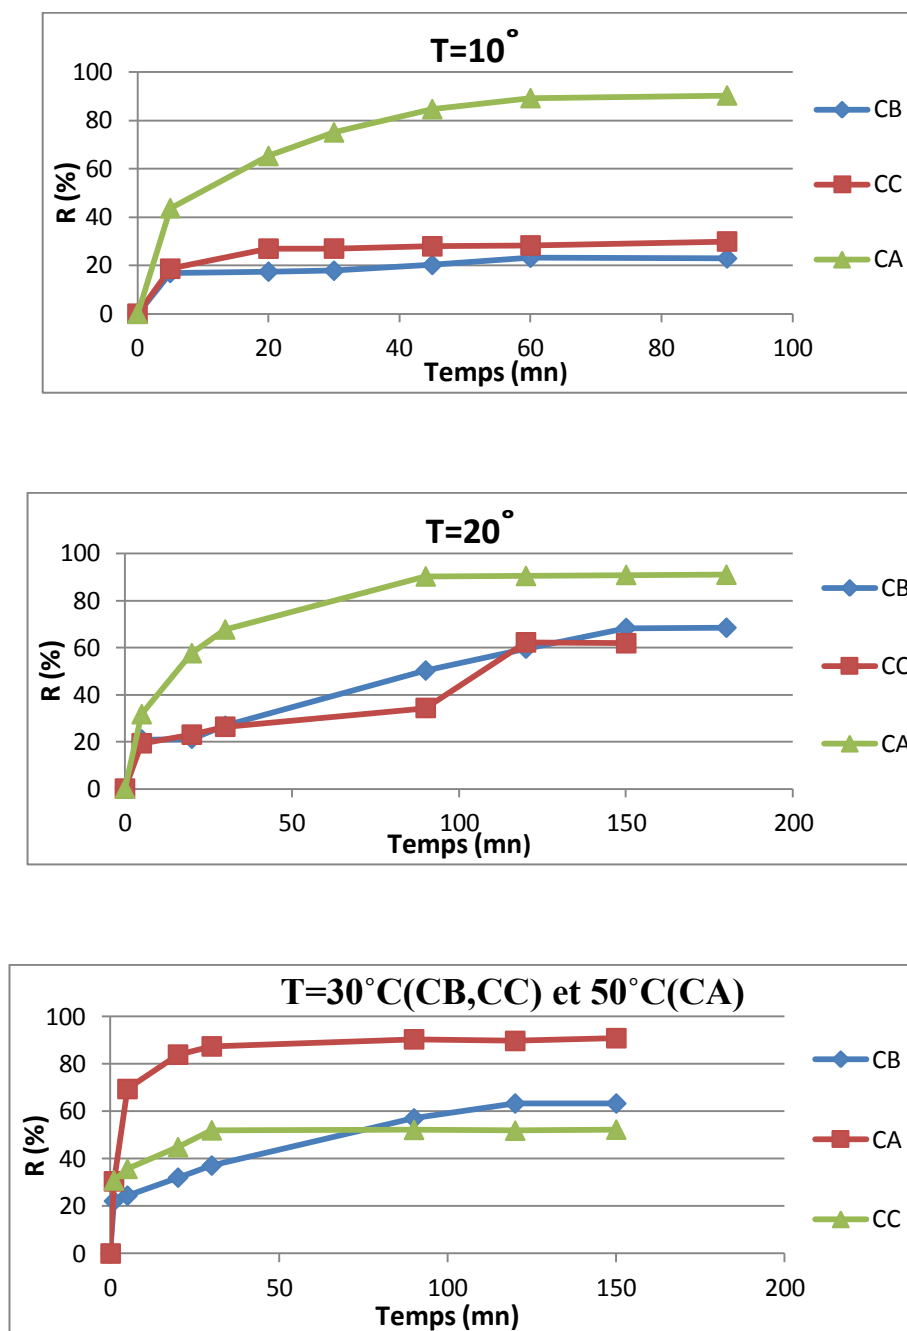 T=10°
100
80
60
40
20
0
R (%)
0 20 40 60 80 100
Temps (mn)
CB
CC
CA
T=20°
100
80
60
40
20
0
R (%)
0 50 100 150 200
Temps (mn)
CB
CC
CA
T=30°C(CB,CC) et 50°C(CA)
100
80
60
40
20
0
R (%)
0 50 100 150 200
Temps (mn)
CB
CA
CC